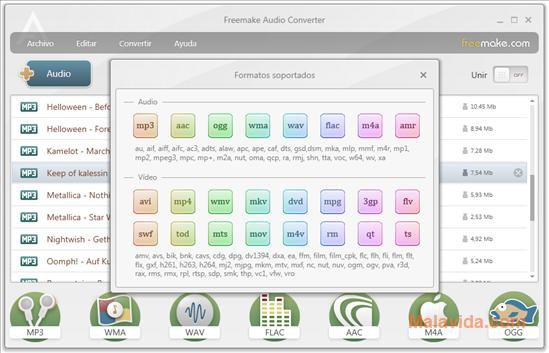 Freemake Audio Converter
Archivo Editar Convertir Ayuda
freemake.com
Audio
Unir OFF
Formatos soportados
Audio
mp3 aac ogg wma wav flac m4a amr
au, aif, aiff, aifc, ac3, adts, alaw, apc, ape, caf, dts, gsd,dsm, mka, mlp, mmf, m4r, mp1,
mp2, mpeg3, mpc, mp+, m2a, nut, oma, qcp, ra, rmj, shn, tta, voc, w64, wv, xa
Vídeo
avi mp4 wmv mkv dvd mpg 3gp flv
swf tod mts mov m4v rm qt ts
amv, avs, bik, bnk, cavs, cdg, dpg, dv1394, dxa, ea, ffm, film, film_cpk, flc, flh, fli, flm, flt,
flx, gxf, h261, h263, h264, mj2, mjpg, mkm, mtv, mxf, nc, nut, nuv, ogm, ogv, pva, r3d,
rax, rms, rmx, rpl, rtsp, sdp, smk, thp, vc1, vfw, vro
MP3 Helloween - Befo 10.45 Mb
MP3 Helloween - Fore 8.94 Mb
MP3 Kamelot - March 7.28 Mb
MP3 Keep of kalessin 7.54 Mb
MP3 Metallica - Nothi 5.93 Mb
MP3 Metallica - Star W 2.53 Mb
MP3 Nightwish - Geth 4.92 Mb
MP3 Oomph! - Auf Ku 5.24 Mb
MP3 WMA WAV FLAC AAC M4A OGG
Malavida.com